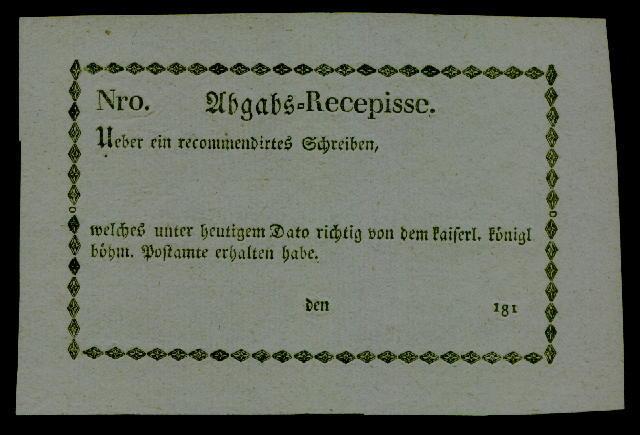 Nro. Abgabs=Recepisse.
Ueber ein recommendirtes Schreiben,
welches unter heutigem Dato richtig von dem kaiserl. königl
böhm. Postamte erhalten habe.
den 181